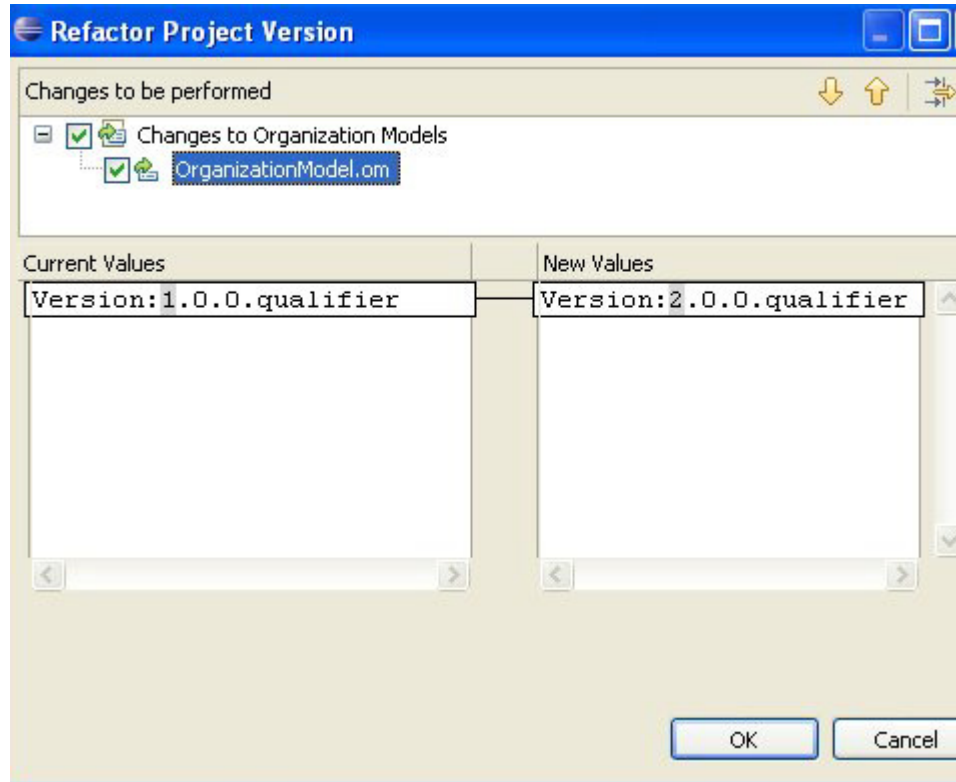 Refactor Project Version
Changes to be performed
Changes to Organization Models
OrganizationModel.om
Current Values
New Values
Version:1.0.0.qualifier
Version:2.0.0.qualifier
OK
Cancel